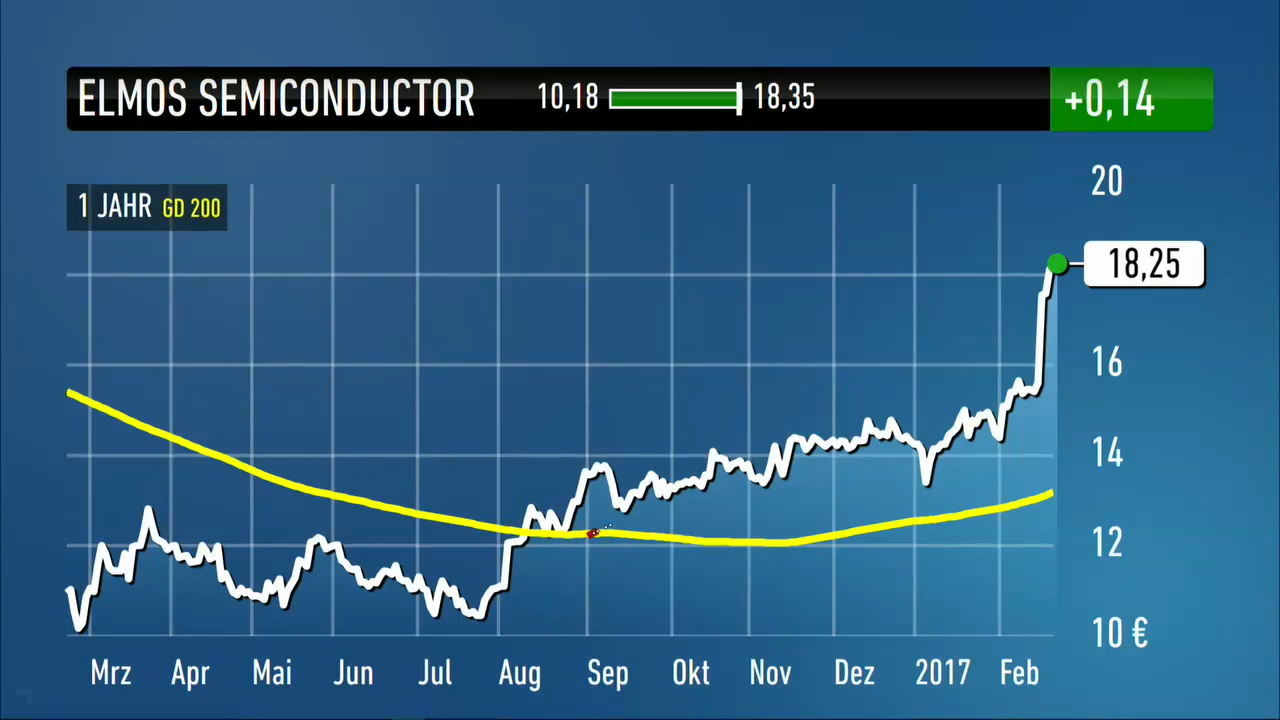 ELMOS SEMICONDUCTOR 10,18 18,35 +0,14
1 JAHR GD 200
20
18,25
16
14
12
10 €
Mrz Apr Mai Jun Jul Aug Sep Okt Nov Dez 2017 Feb